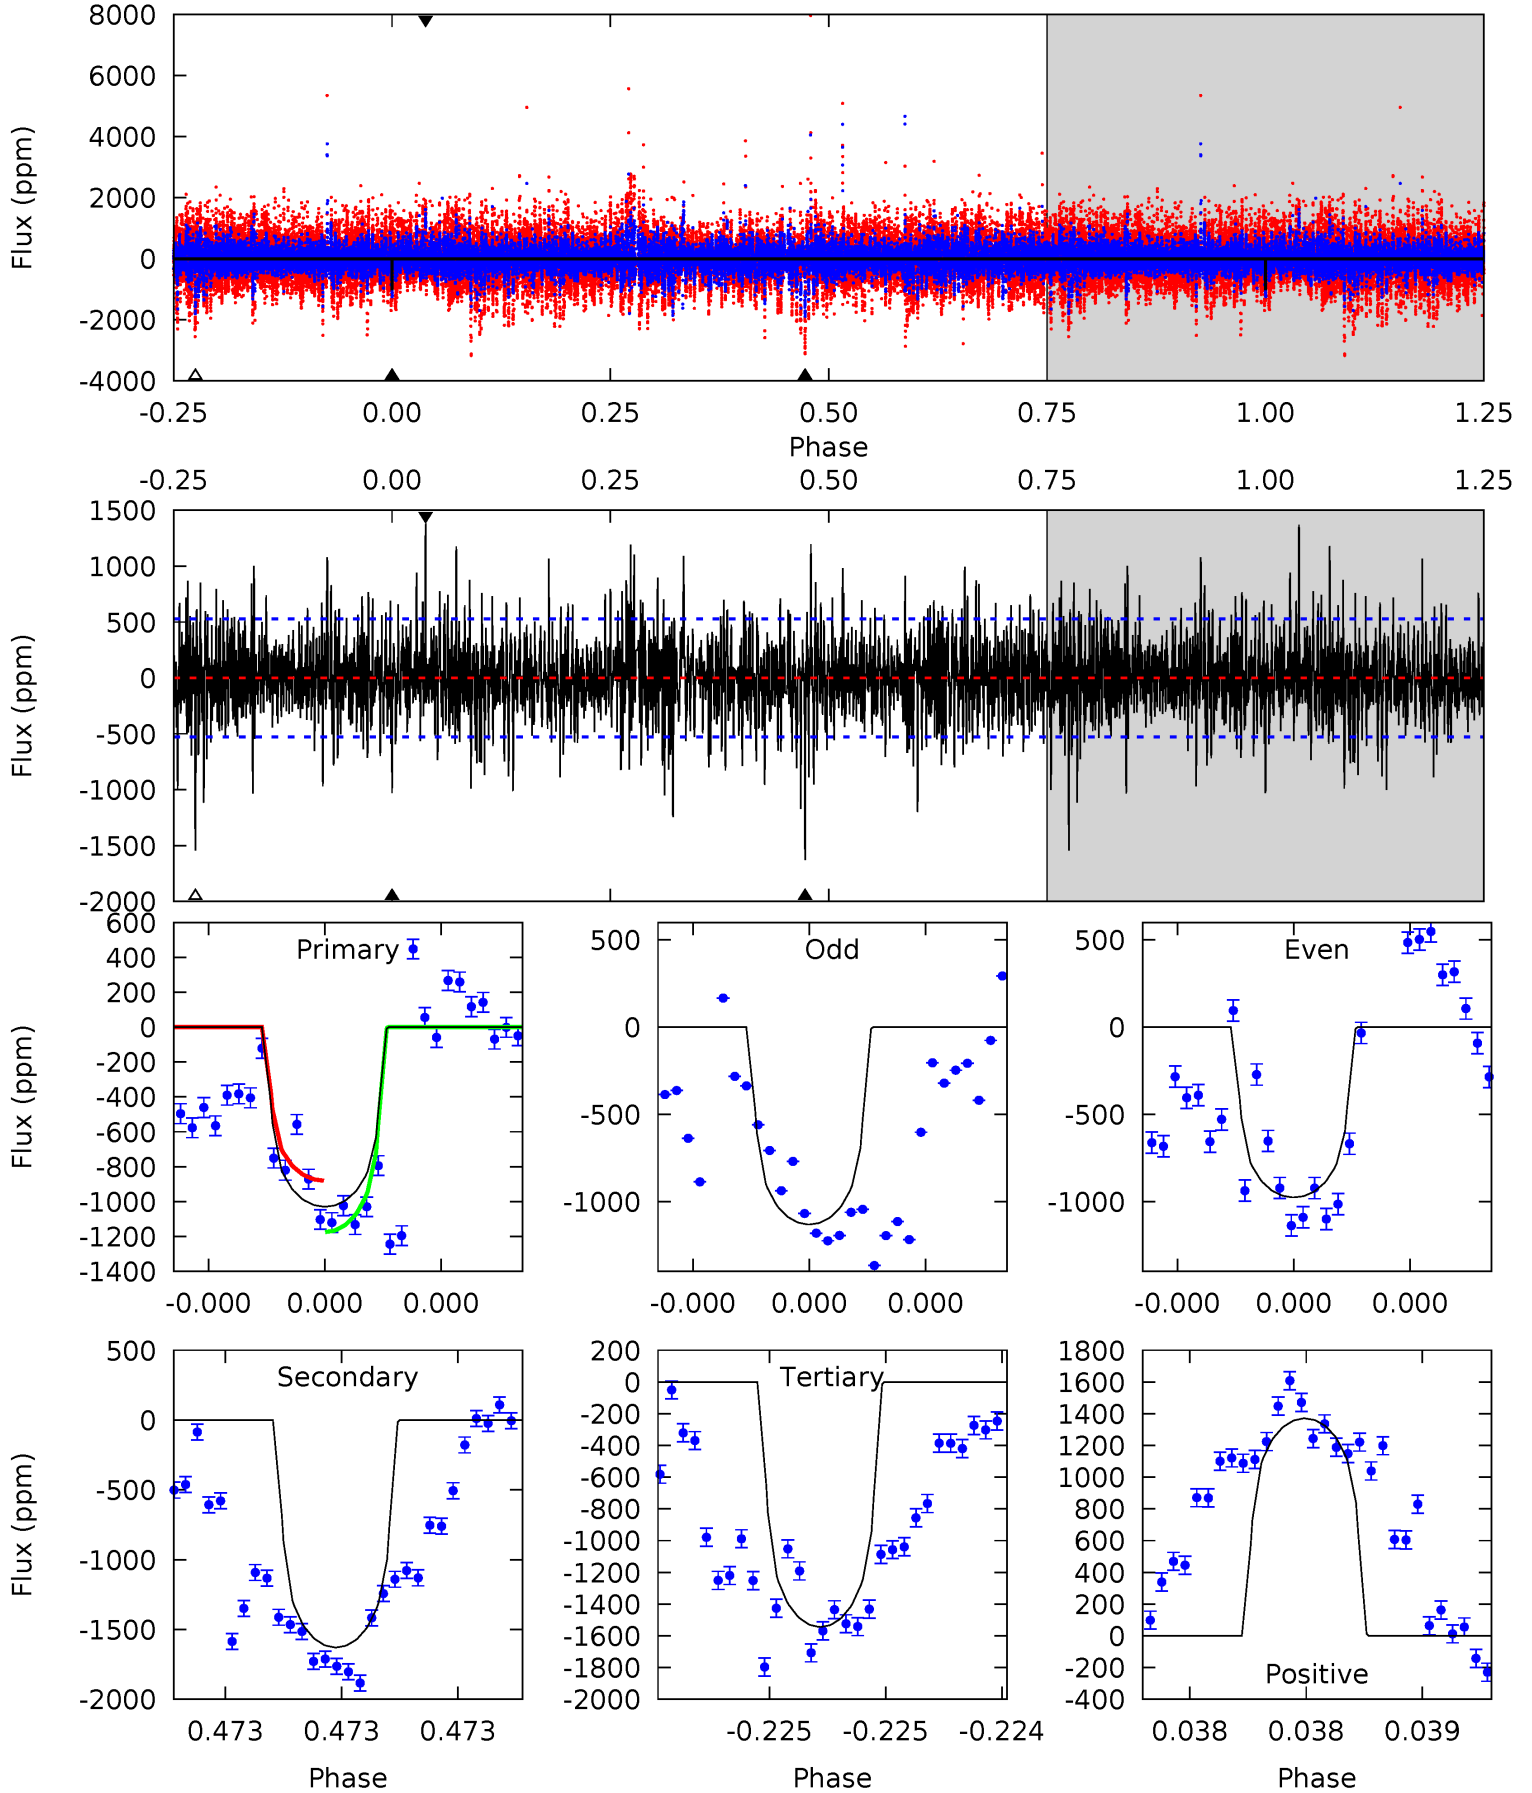 8000
6000
4000
2000
0
-2000
-4000
Flux (ppm)
-0.25 0.00 0.25 0.50 0.75 1.00 1.25
Phase
-0.25 0.00 0.25 0.50 0.75 1.00 1.25
1500
1000
500
0
-500
-1000
-1500
-2000
Flux (ppm)
Primary
600
400
200
0
-200
-400
-600
-800
-1000
-1200
-1400
Flux (ppm)
-0.000 0.000 0.000
Odd
500
0
-500
-1000
-0.000 0.000 0.000
Even
500
0
-500
-1000
-0.000 0.000 0.000
Secondary
500
0
-500
-1000
-1500
-2000
Flux (ppm)
0.473 0.473 0.473
Phase
Tertiary
200
0
-200
-400
-600
-800
-1000
-1200
-1400
-1600
-1800
-2000
-0.225 -0.225 -0.224
Phase
Positive
1800
1600
1400
1200
1000
800
600
400
200
0
-200
-400
0.038 0.038 0.039
Phase